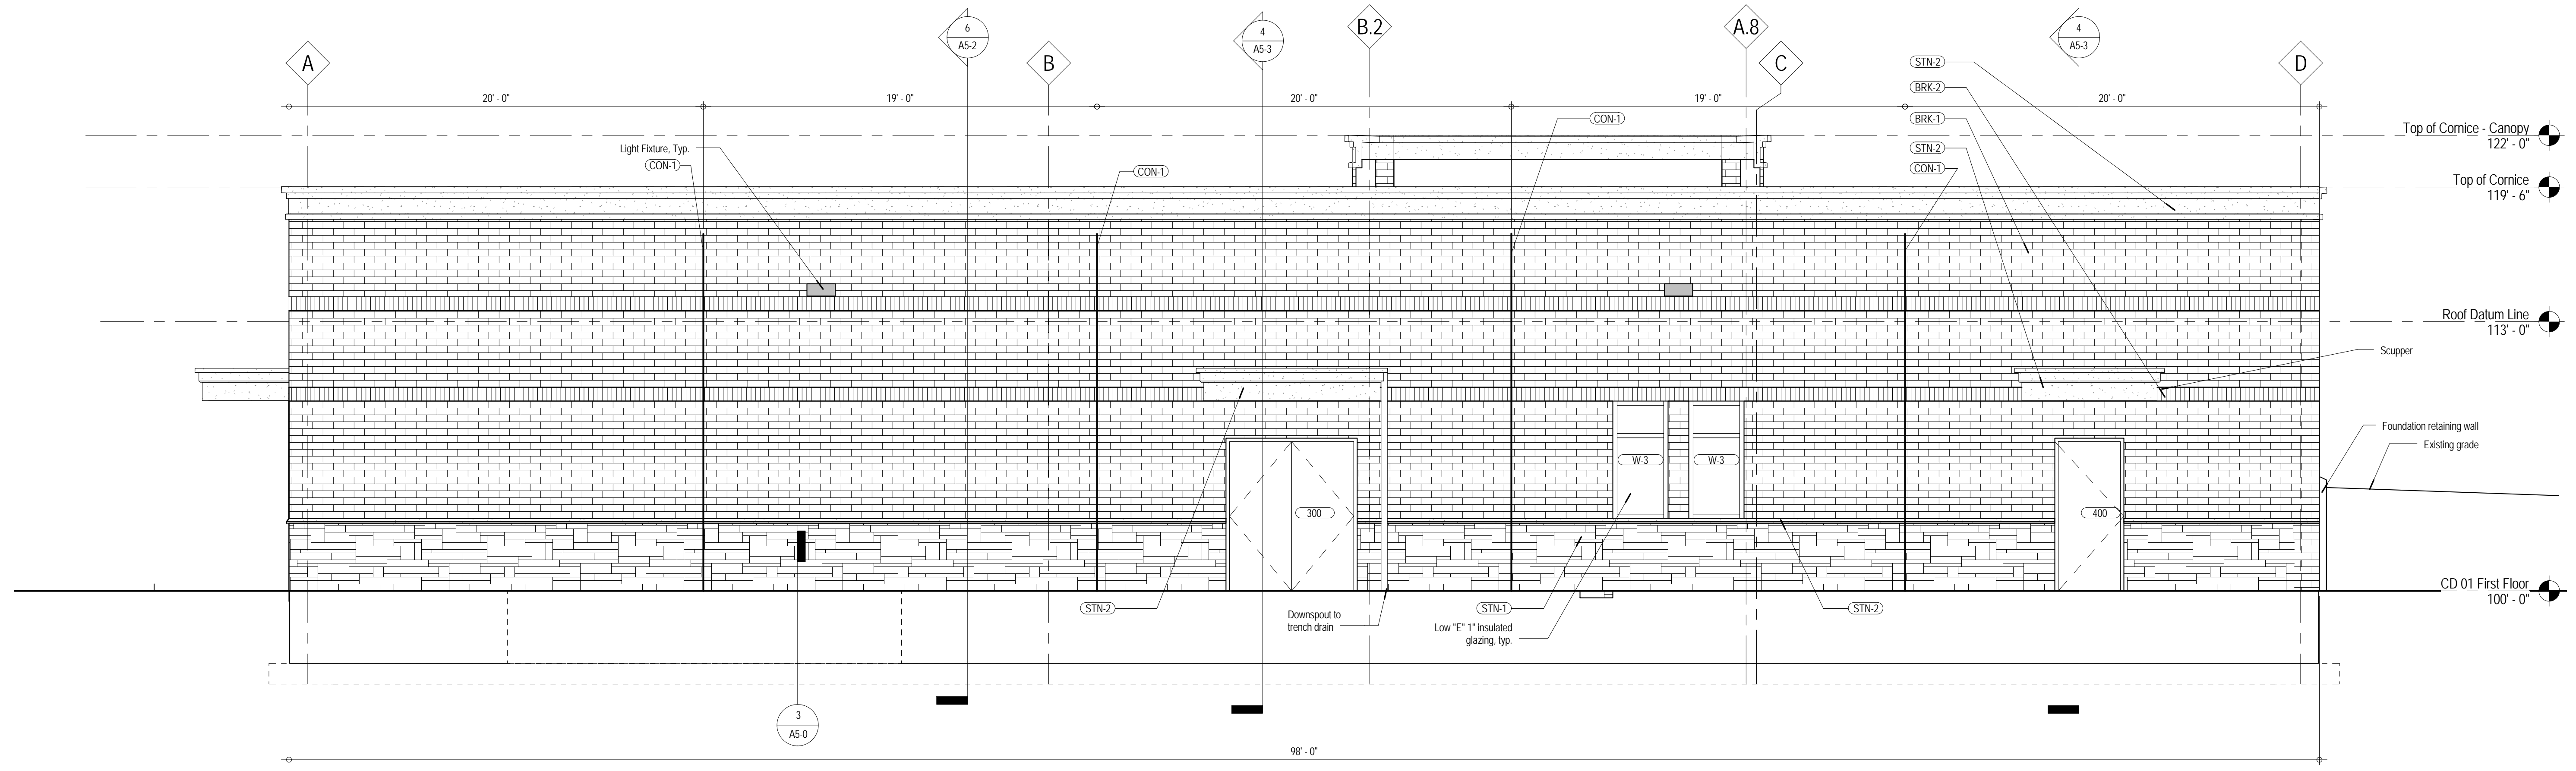 6
A5-2
4
A5-3
B.2
A.8
4
A5-3
A
B
C
D
STN-2
BRK-2
BRK-1
STN-2
CON-1
20' - 0"
19' - 0"
20' - 0"
19' - 0"
20' - 0"
Light Fixture, Typ.
CON-1
CON-1
CON-1
Top of Cornice - Canopy
122' - 0"
Top of Cornice
119' - 6"
Roof Datum Line
113' - 0"
Scupper
Foundation retaining wall
Existing grade
W-3
W-3
300
400
CD 01 First Floor
100' - 0"
STN-2
Downspout to
trench drain
STN-1
Low "E" 1" insulated
glazing, typ.
STN-2
3
A5-0
98' - 0"